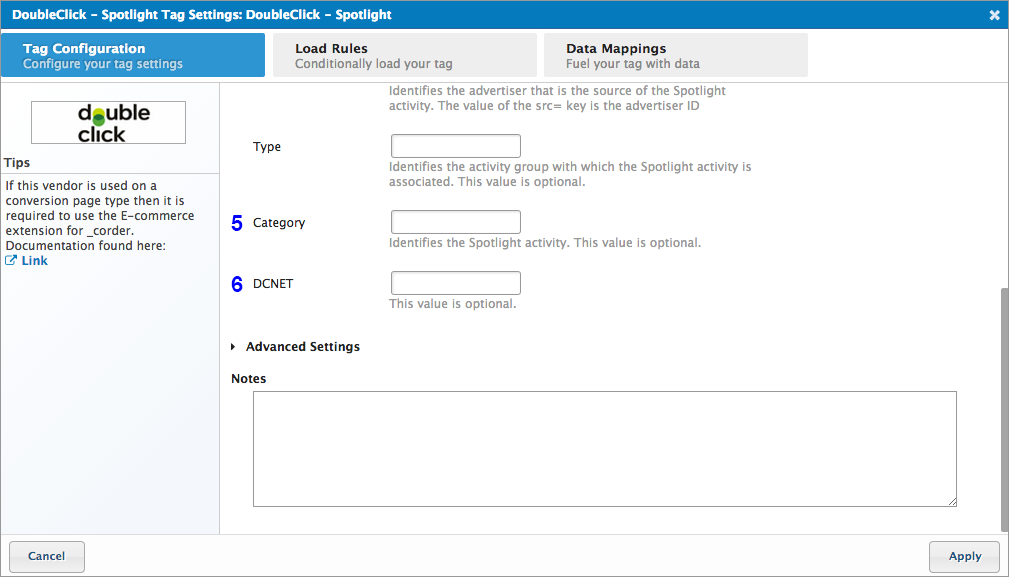 DoubleClick – Spotlight Tag Settings: DoubleClick – Spotlight
Tag Configuration
Configure your tag settings
Load Rules
Conditionally load your tag
Data Mappings
Fuel your tag with data
double
click
Tips
If this vendor is used on a
conversion page type then it is
required to use the E-commerce
extension for _corder.
Documentation found here:
Link
Identifies the advertiser that is the source of the Spotlight
activity. The value of the src= key is the advertiser ID
Type
Identifies the activity group with which the Spotlight activity is
associated. This value is optional.
5 Category
Identifies the Spotlight activity. This value is optional.
6 DCNET
This value is optional.
Advanced Settings
Notes
Cancel
Apply